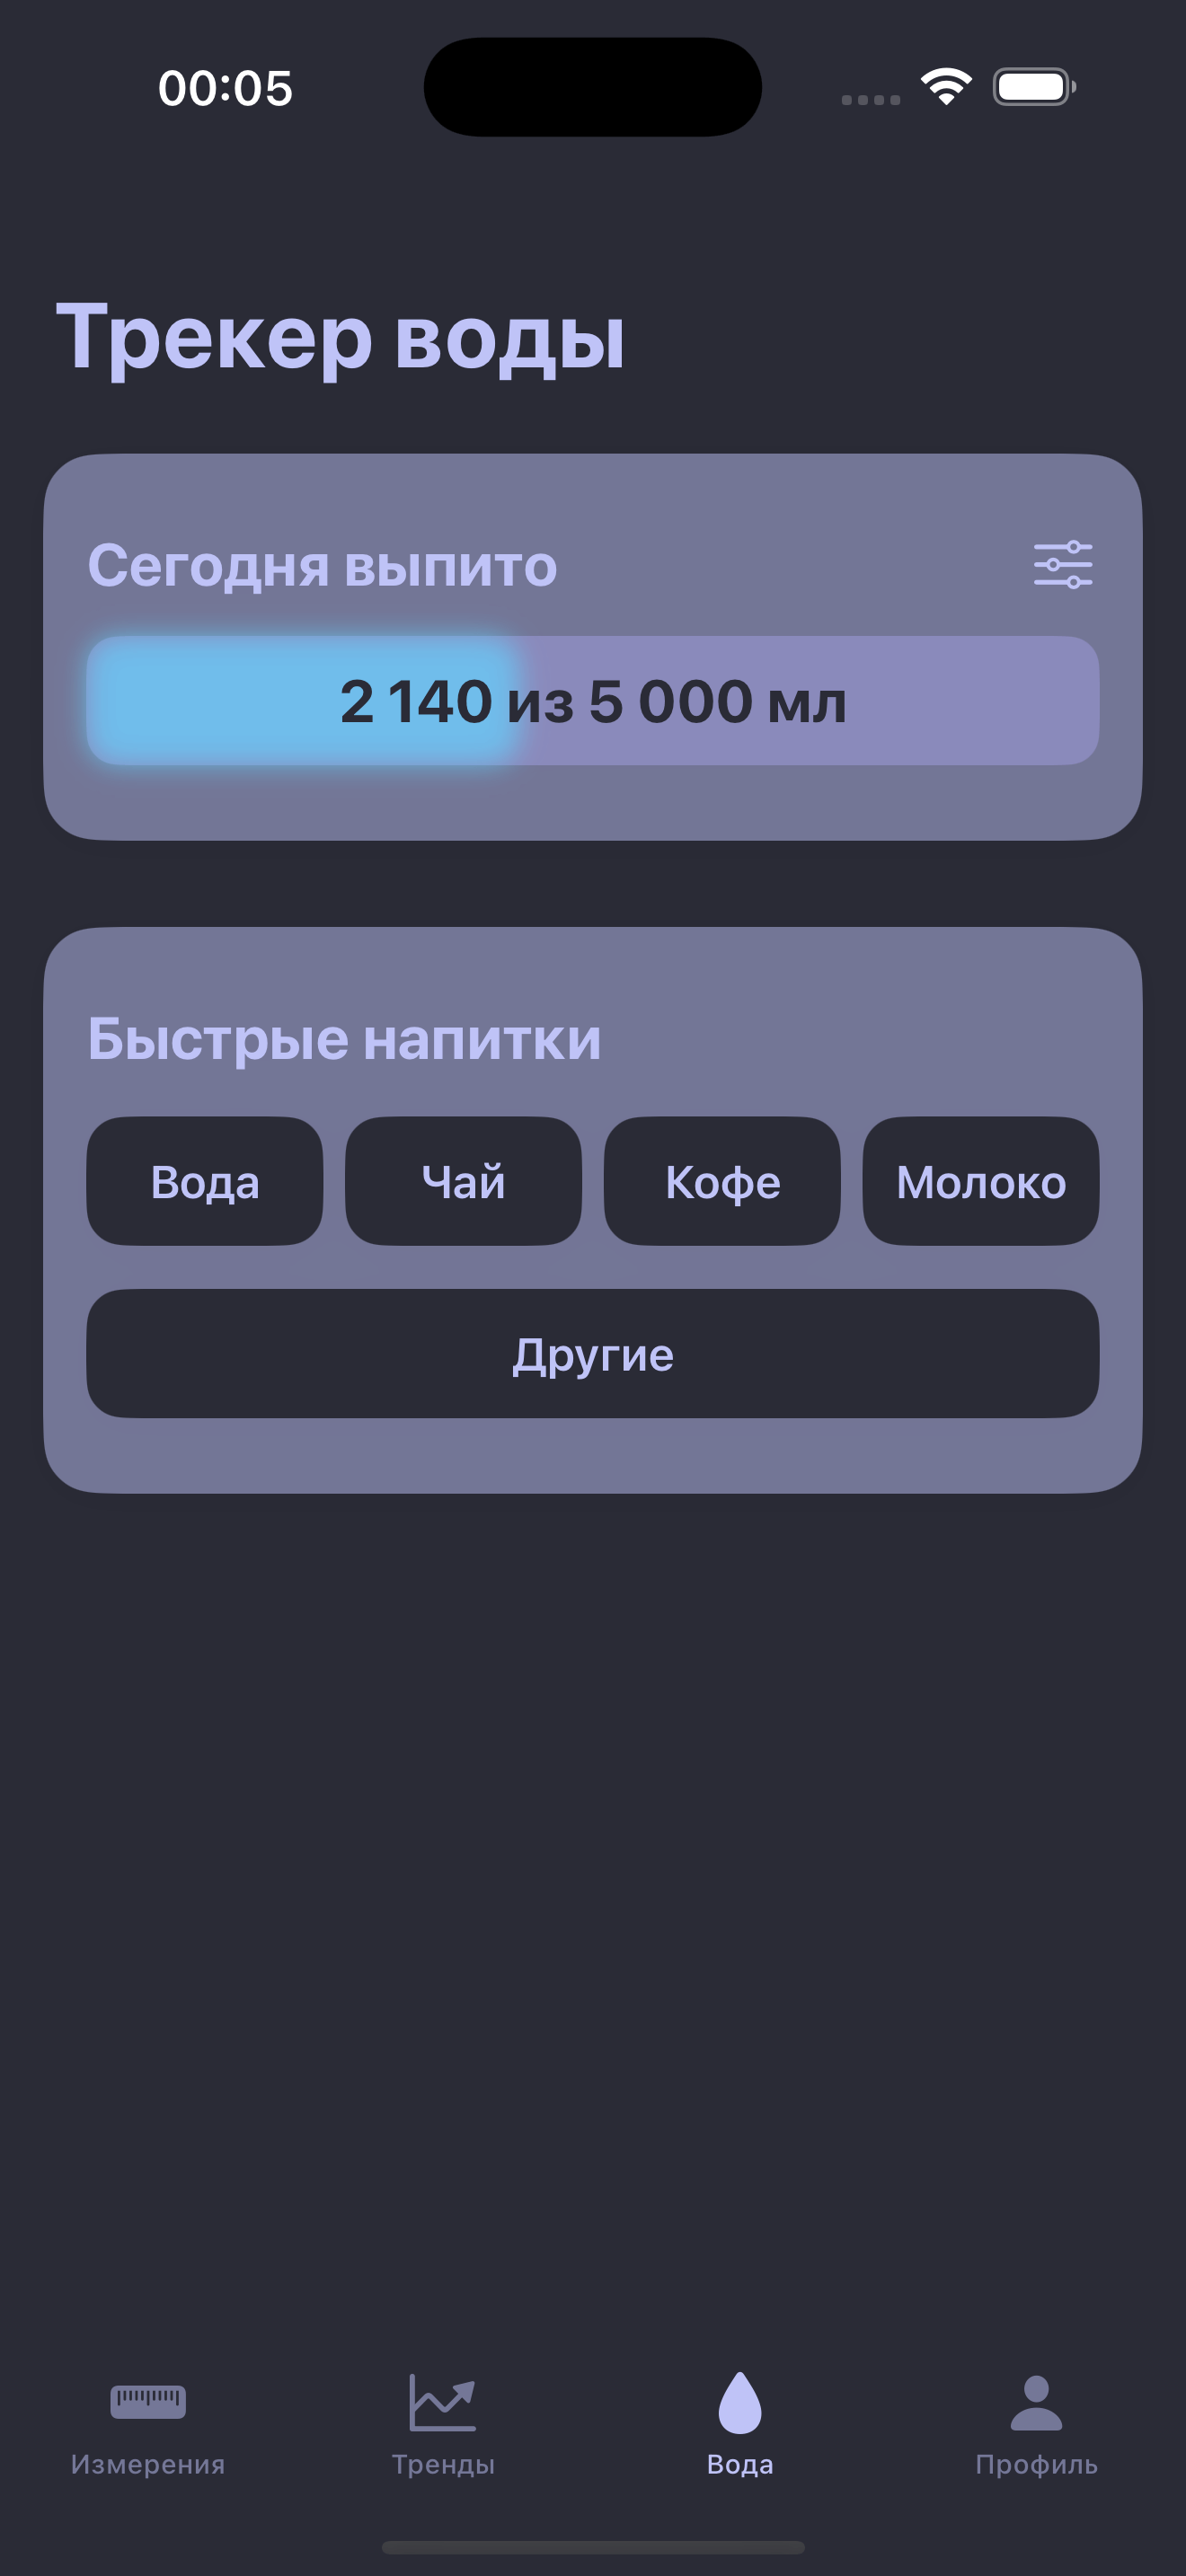 00:05
Трекер воды
Сегодня выпито
2 140 из 5 000 мл
Быстрые напитки
Вода Чай Кофе Молоко
Другие
Измерения Тренды Вода Профиль